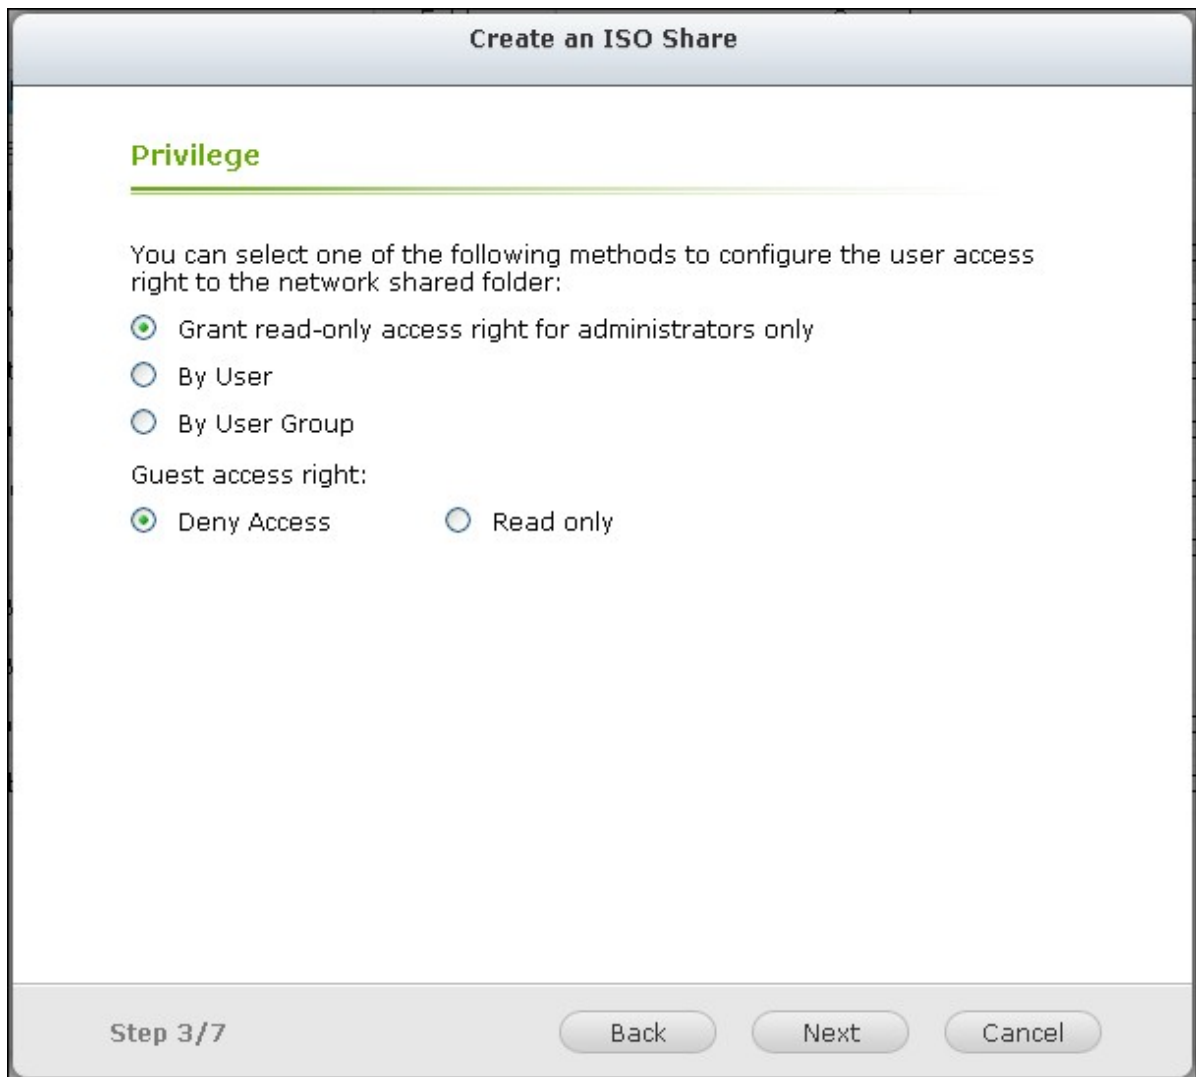 Create an ISO Share
Privilege
You can select one of the following methods to configure the user access
right to the network shared folder:
Grant read-only access right for administrators only
By User
By User Group
Guest access right:
Deny Access Read only
Step 3/7 Back Next Cancel